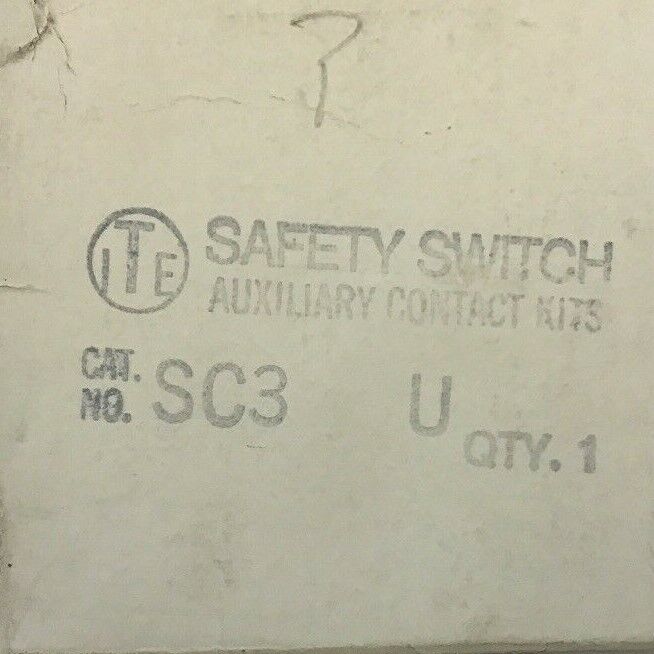 ?
ITE SAFETY SWITCH
AUXILIARY CONTACT KITS
CAT. NO. SC3 U
QTY. 1